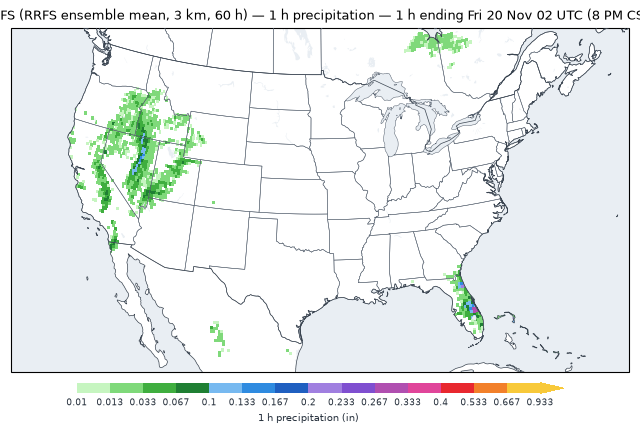 FS (RRFS ensemble mean, 3 km, 60 h) — 1 h precipitation — 1 h ending Fri 20 Nov 02 UTC (8 PM CS
0.01 0.013 0.033 0.067 0.1 0.133 0.167 0.2 0.233 0.267 0.333 0.4 0.533 0.667 0.933
1 h precipitation (in)